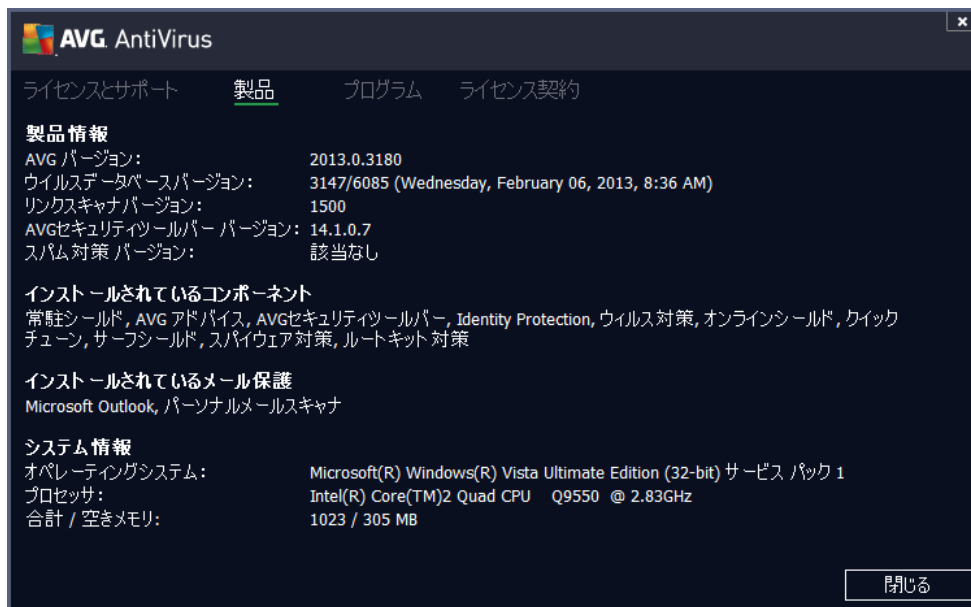 AVG. AntiVirus
ライセンスとサポート 製品 プログラム ライセンス契約
製品情報
AVG バージョン: 2013.0.3180
ウイルスデータベースバージョン: 3147/6085 (Wednesday, February 06, 2013, 8:36 AM)
リンクスキャナバージョン: 1500
AVGセキュリティツールバー バージョン: 14.1.0.7
スパム対策 バージョン: 該当なし
インストールされているコンポーネント
常駐シールド, AVG アドバイス, AVGセキュリティツールバー, Identity Protection, ウィルス対策, オンラインシールド, クイック
チューン, サーフシールド, スパイウェア対策, ルートキット対策
インストールされているメール保護
Microsoft Outlook, パーソナルメールスキャナ
システム情報
オペレーティングシステム: Microsoft(R) Windows(R) Vista Ultimate Edition (32-bit) サービス パック 1
プロセッサ: Intel(R) Core(TM)2 Quad CPU Q9550 @ 2.83GHz
合計 / 空きメモリ: 1023 / 305 MB
閉じる